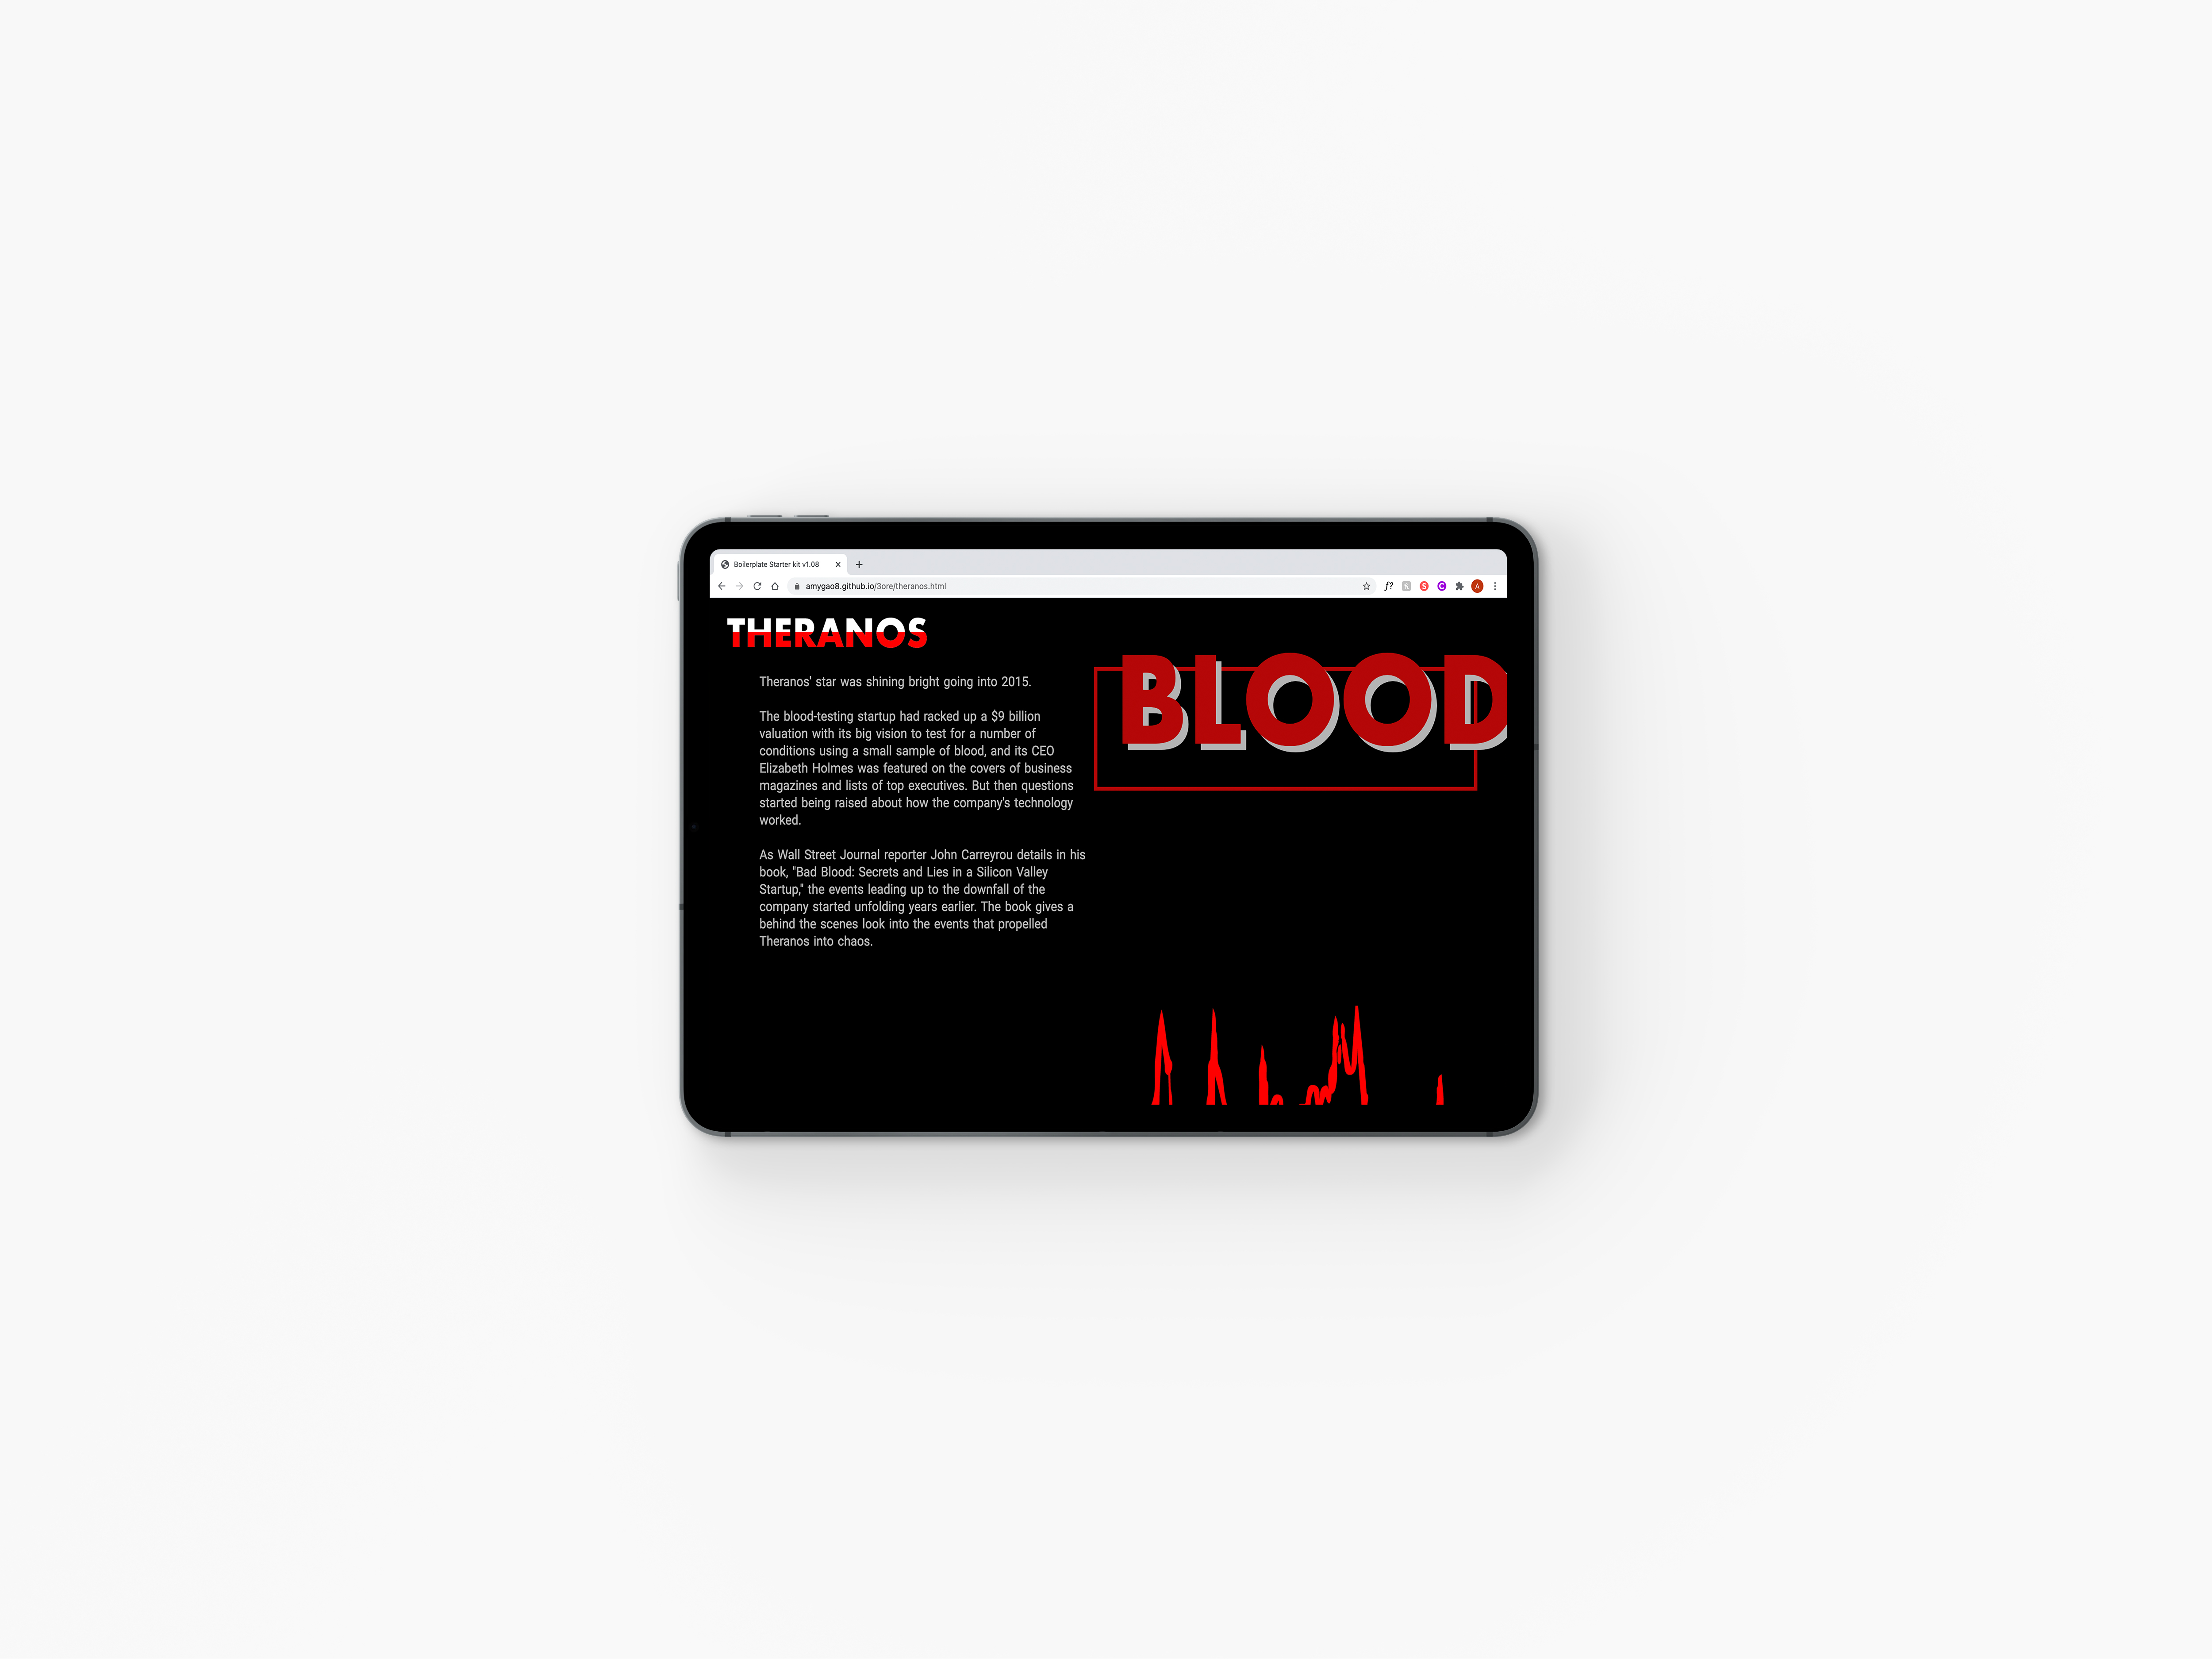 Boilerplate Starter kit v1.08
amygao8.github.io/3ore/theranos.html
A
THERANOS
BLOOD
Theranos' star was shining bright going into 2015.
The blood-testing startup had racked up a $9 billion
valuation with its big vision to test for a number of
conditions using a small sample of blood, and its CEO
Elizabeth Holmes was featured on the covers of business
magazines and lists of top executives. But then questions
started being raised about how the company's technology
worked.
As Wall Street Journal reporter John Carreyrou details in his
book, "Bad Blood: Secrets and Lies in a Silicon Valley
Startup," the events leading up to the downfall of the
company started unfolding years earlier. The book gives a
behind the scenes look into the events that propelled
Theranos into chaos.